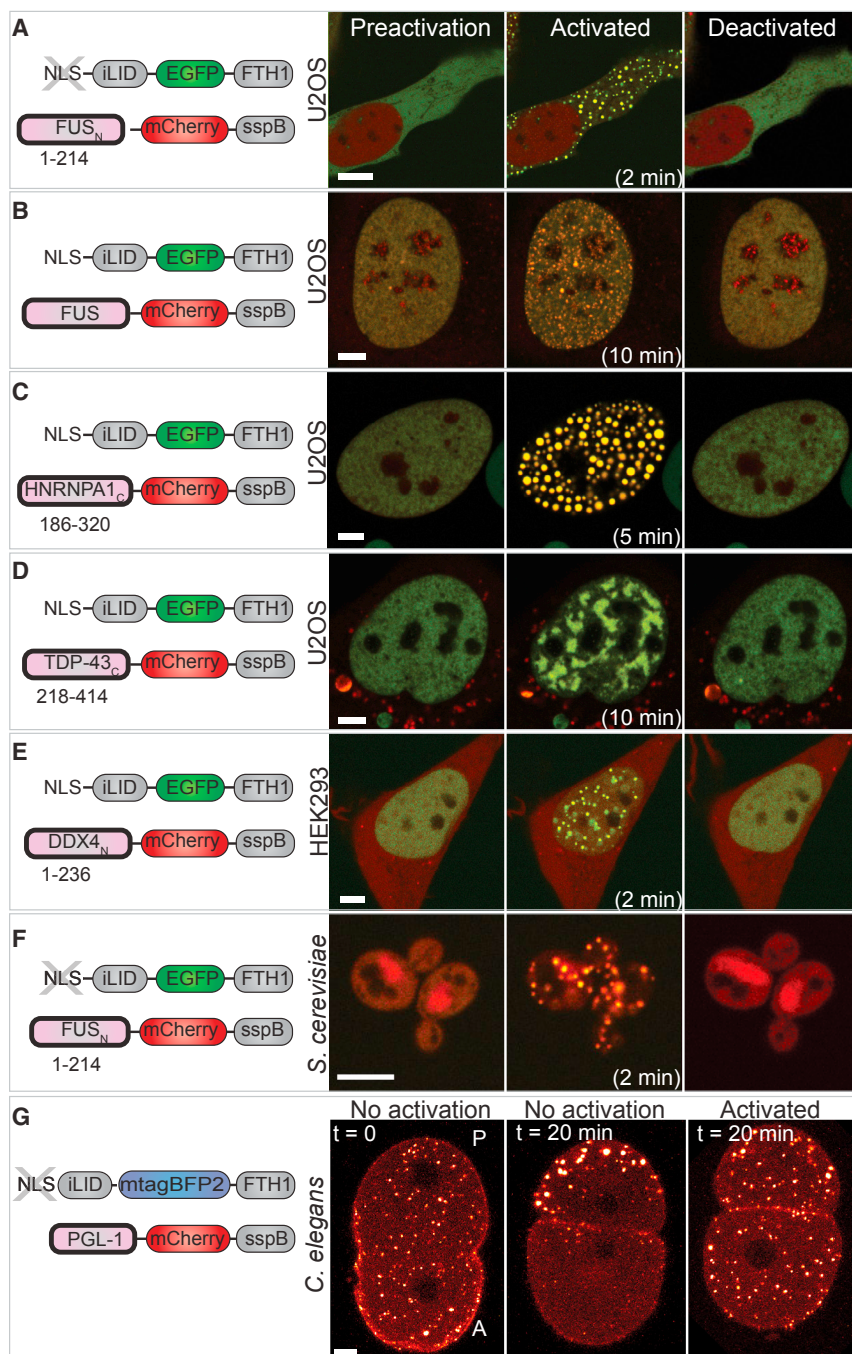 A
Preactivation Activated Deactivated
NLS iLID EGFP FTH1
FUSN mCherry sspB
1-214
U2OS
(2 min)
B
NLS iLID EGFP FTH1
FUS mCherry sspB
U2OS
(10 min)
C
NLS iLID EGFP FTH1
HNRNPA1C mCherry sspB
186-320
U2OS
(5 min)
D
NLS iLID EGFP FTH1
TDP-43C mCherry sspB
218-414
U2OS
(10 min)
E
NLS iLID EGFP FTH1
DDX4N mCherry sspB
1-236
HEK293
(2 min)
F
NLS iLID EGFP FTH1
FUSN mCherry sspB
1-214
S. cerevisiae
(2 min)
G
No activation No activation Activated
t = 0 P t = 20 min t = 20 min
NLS iLID mtagBFP2 FTH1
PGL-1 mCherry sspB
C. elegans
A